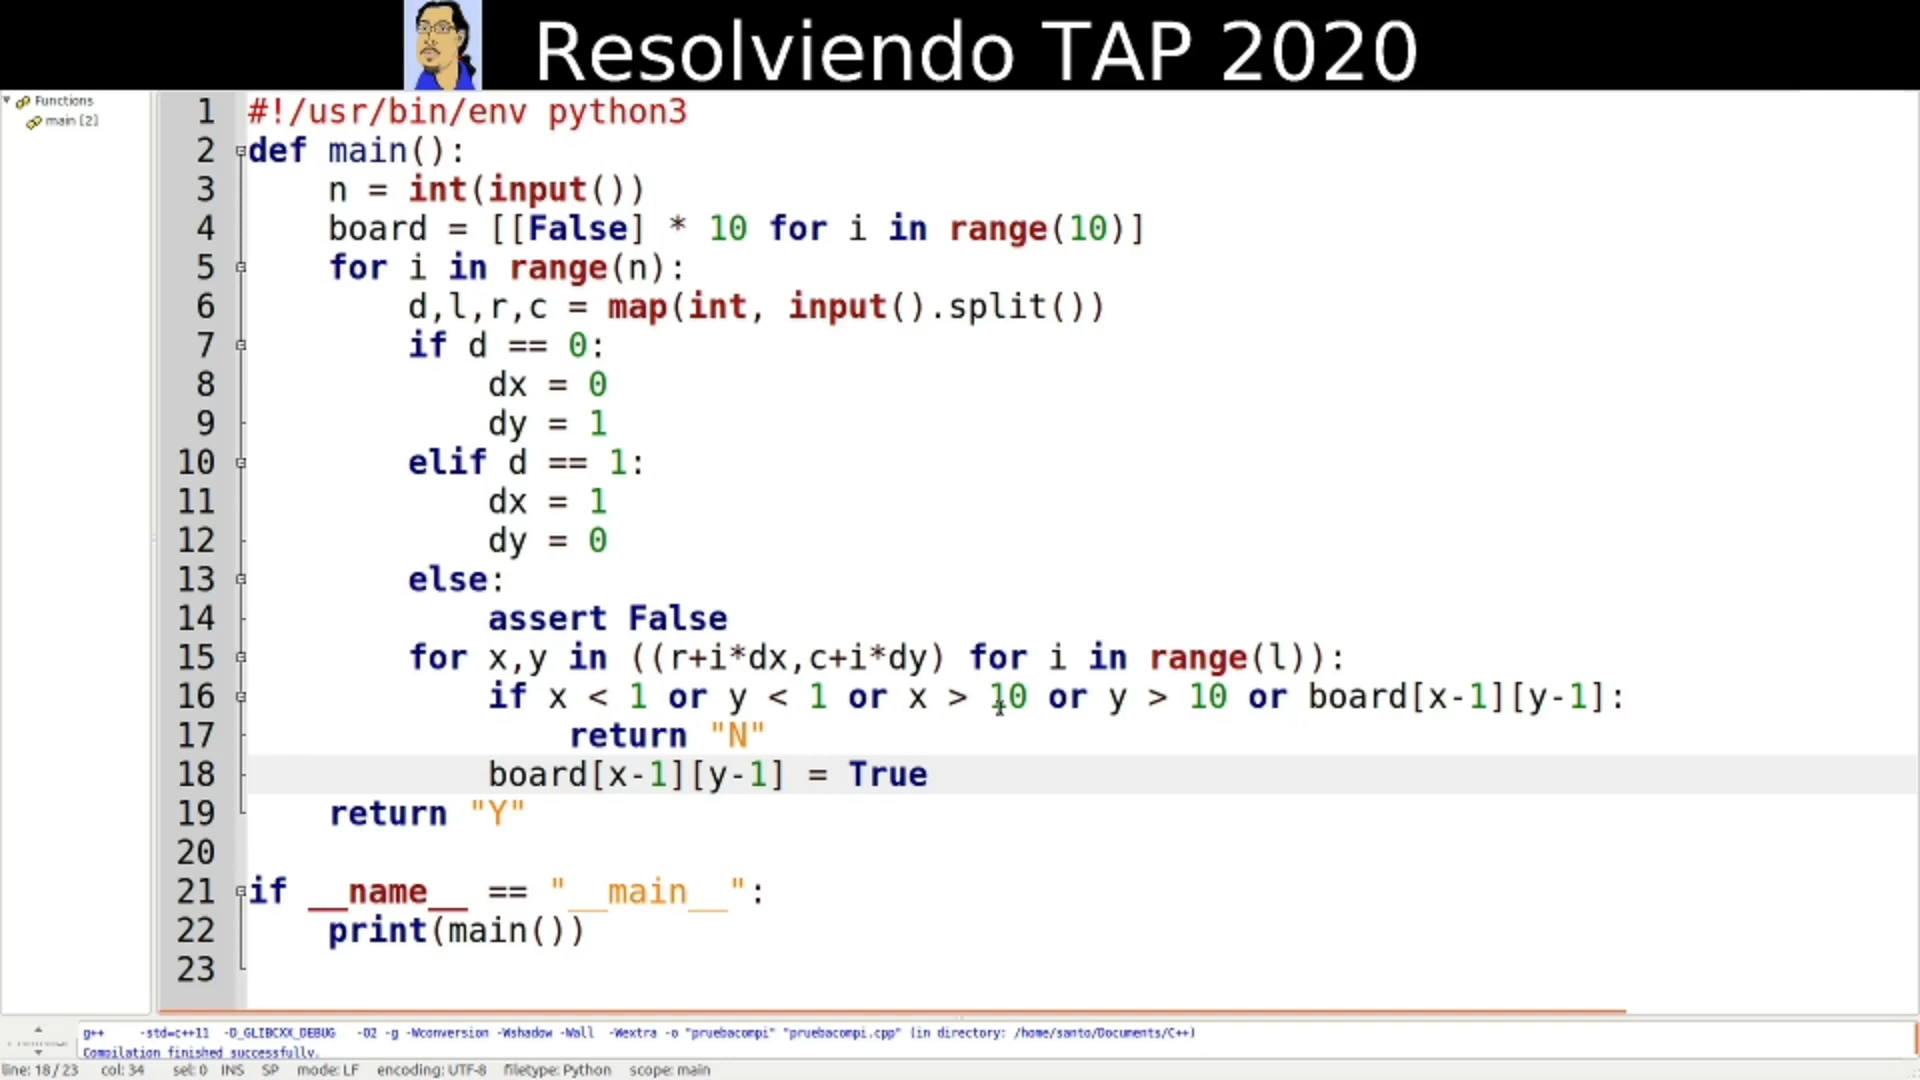 Resolviendo TAP 2020
Functions
main [2]
1 #!/usr/bin/env python3
2 def main():
3     n = int(input())
4     board = [[False] * 10 for i in range(10)]
5     for i in range(n):
6         d,l,r,c = map(int, input().split())
7         if d == 0:
8             dx = 0
9             dy = 1
10         elif d == 1:
11             dx = 1
12             dy = 0
13         else:
14             assert False
15         for x,y in ((r+i*dx,c+i*dy) for i in range(l)):
16             if x < 1 or y < 1 or x > 10 or y > 10 or board[x-1][y-1]:
17                 return "N"
18             board[x-1][y-1] = True
19     return "Y"
20
21 if __name__ == "__main__":
22     print(main())
23
g++ -std=c++11 -D_GLIBCXX_DEBUG -O2 -g -Wconversion -Wshadow -Wall -Wextra -o "pruebacompi" "pruebacompi.cpp" (in directory: /home/santo/Documents/C++)
Compilation finished successfully.
line: 18/23 col: 34 sel: 0 INS SP mode: LF encoding: UTF-8 filetype: Python scope: main